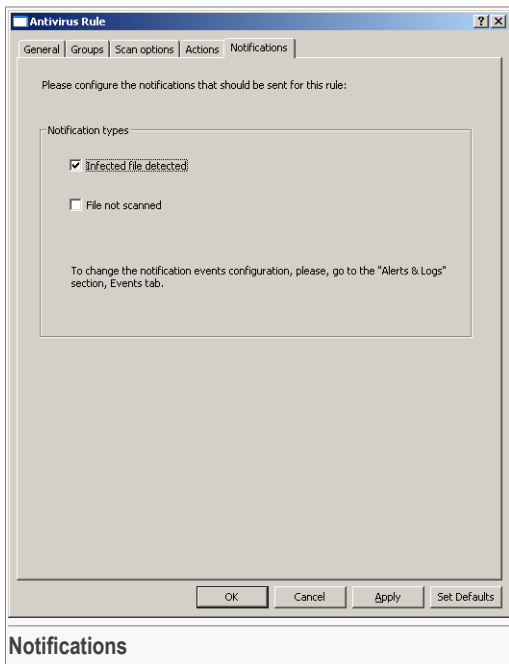 Antivirus Rule
General Groups Scan options Actions Notifications
Please configure the notifications that should be sent for this rule:
Notification types
Infected file detected
File not scanned
To change the notification events configuration, please, go to the "Alerts & Logs"
section, Events tab.
OK Cancel Apply Set Defaults
Notifications